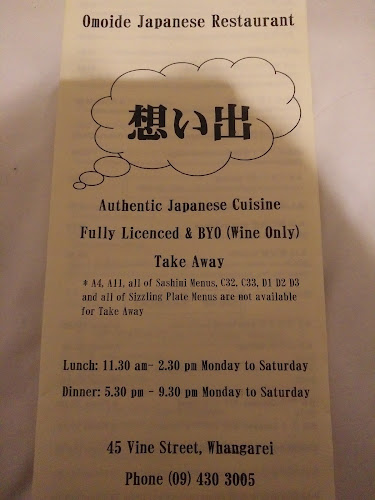 Omoide Japanese Restaurant
想い出
Authentic Japanese Cuisine
Fully Licenced & BYO (Wine Only)
Take Away
* A4, A11, all of Sashini Menus, C32, C33, D1 D2 D3
and all of Sizzling Plate Menus are not available
for Take Away
Lunch: 11.30 am- 2.30 pm Monday to Saturday
Dinner: 5.30 pm - 9.30 pm Monday to Saturday
45 Vine Street, Whangarei
Phone (09) 430 3005